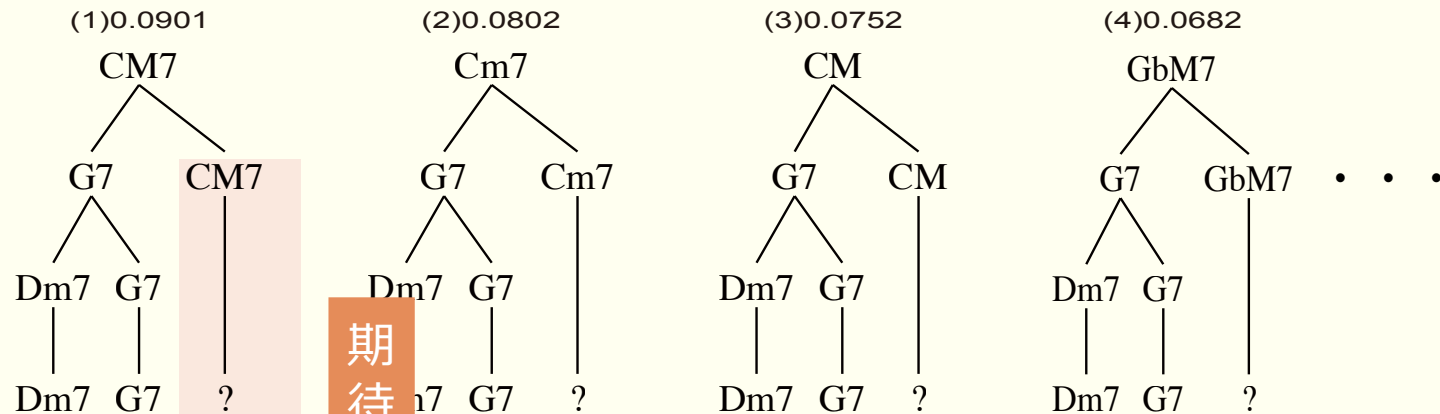 (1)0.0901 (2)0.0802 (3)0.0752 (4)0.0682
CM7 Cm7 CM GbM7
G7 CM7 G7 Cm7 G7 CM G7 GbM7 ・・・
Dm7 G7 Dm7 G7 Dm7 G7 Dm7 G7
Dm7 G7 ? m7 G7 ? Dm7 G7 ? Dm7 G7 ?
期
待